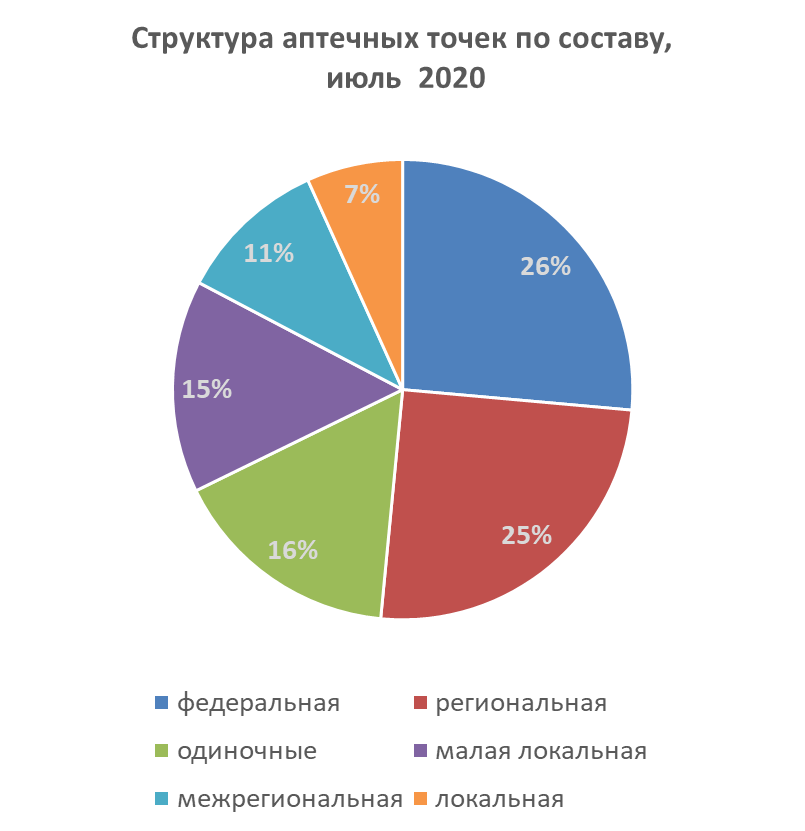 Структура аптечных точек по составу,
июль 2020
7%
26%
11%
15%
25%
16%
федеральная
региональная
одиночные
малая локальная
межрегиональная
локальная